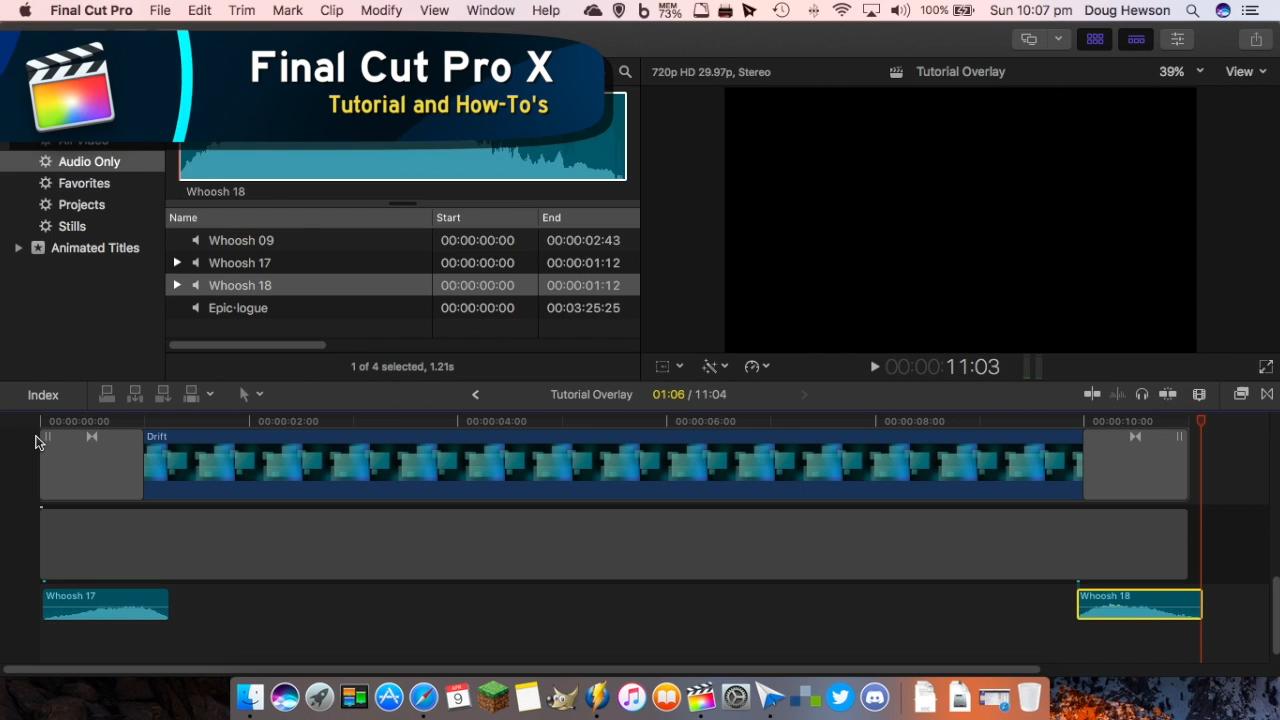 Final Cut Pro File Edit Trim Mark Clip Modify View Window Help MEM 73% 100% Sun 10:07 pm Doug Hewson
Final Cut Pro X
Tutorial and How-To's
720p HD 29.97p, Stereo Tutorial Overlay 39% View
All Video
Audio Only
Favorites
Projects
Stills
Animated Titles
Whoosh 18
Name Start End
Whoosh 09 00:00:00:00 00:00:02:43
Whoosh 17 00:00:00:00 00:00:01:12
Whoosh 18 00:00:00:00 00:00:01:12
Epic·logue 00:00:00:00 00:03:25:25
1 of 4 selected, 1.21s
00:00:11:03
Index Tutorial Overlay 01:06 / 11:04
00:00:00:00 00:00:02:00 00:00:04:00 00:00:06:00 00:00:08:00 00:00:10:00
Drift
Whoosh 17 Whoosh 18
APR
9